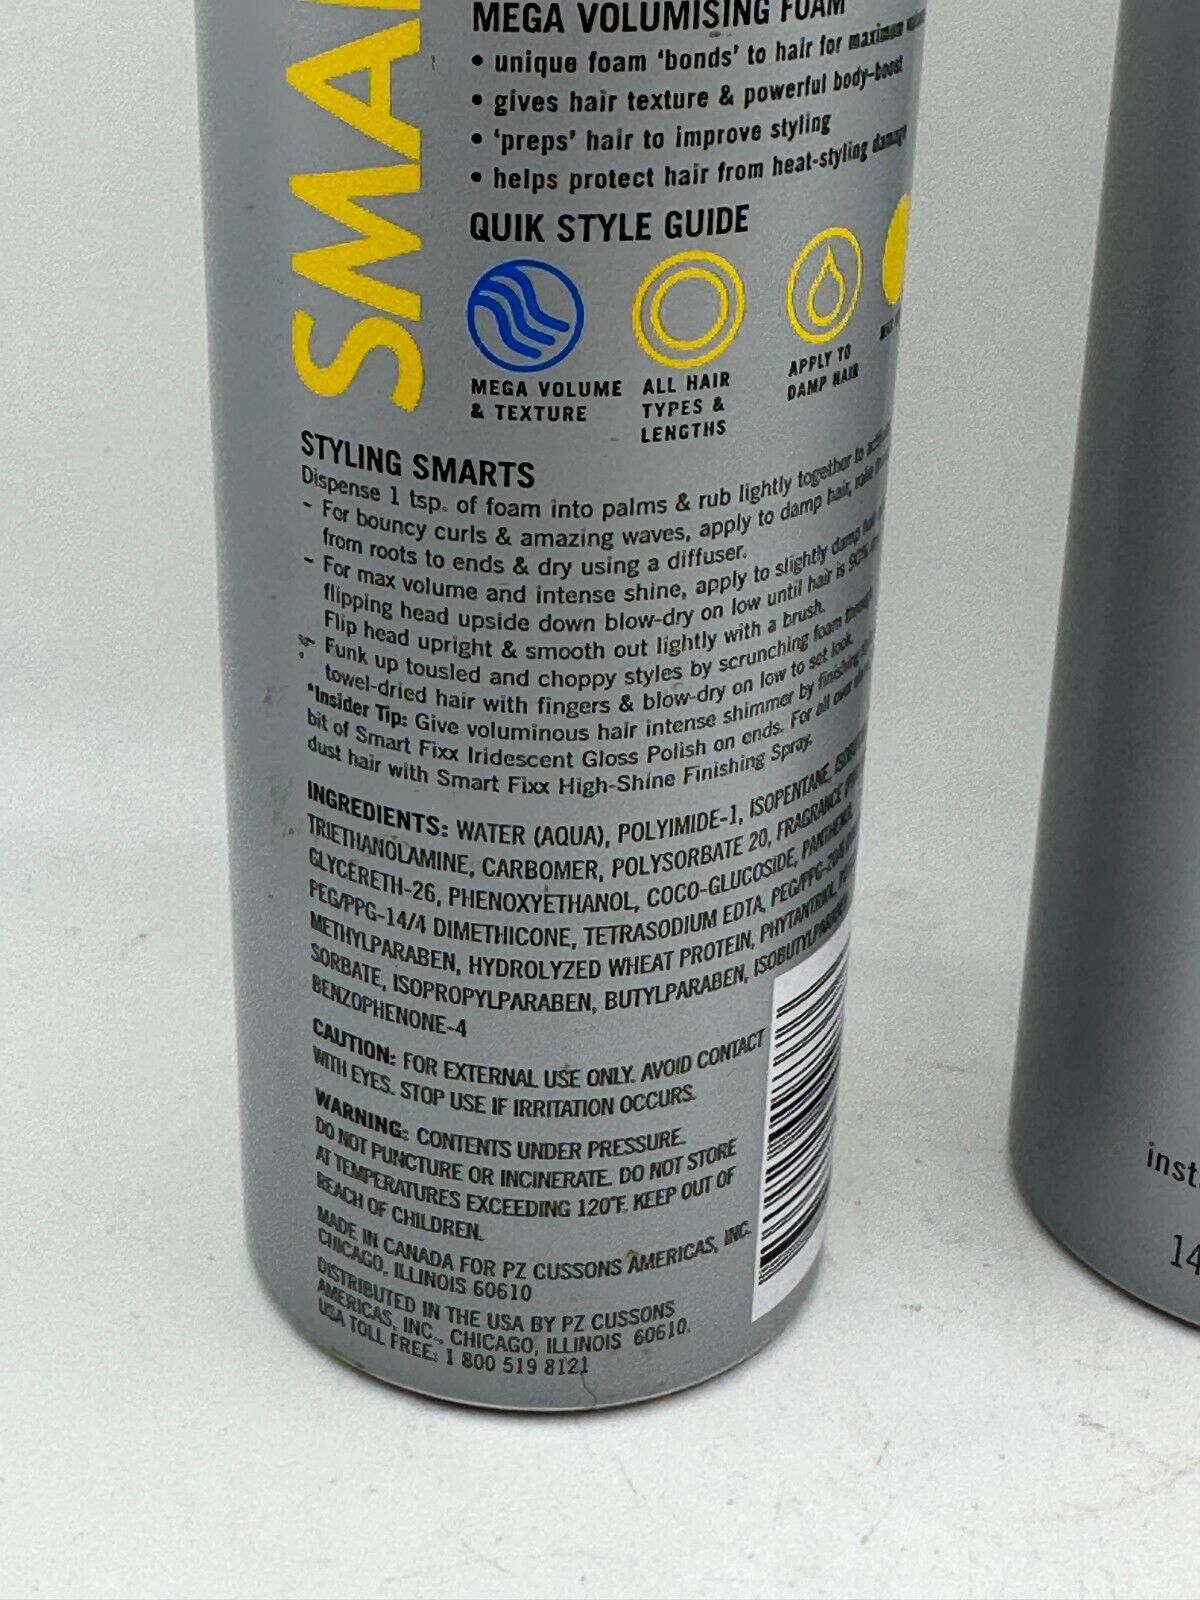 SMAR
MEGA VOLUMISING FOAM
• unique foam 'bonds' to hair for maximum
• gives hair texture & powerful body-boost
• 'preps' hair to improve styling
• helps protect hair from heat-styling damage
QUIK STYLE GUIDE
MEGA VOLUME
& TEXTURE
ALL HAIR
TYPES &
LENGTHS
APPLY TO
DAMP HAIR
STYLING SMARTS
Dispense 1 tsp. of foam into palms & rub lightly together to
- For bouncy curls & amazing waves, apply to damp hair,
from roots to ends & dry using a diffuser.
- For max volume and intense shine, apply to slightly damp
flipping head upside down blow-dry on low until hair is 90%
Flip head upright & smooth out lightly with a brush.
- Funk up tousled and choppy styles by scrunching foam through
towel-dried hair with fingers & blow-dry on low to set look.
*Insider Tip: Give voluminous hair intense shimmer by finishing
bit of Smart Fixx Iridescent Gloss Polish on ends. For all over
dust hair with Smart Fixx High-Shine Finishing Spray.
INGREDIENTS: WATER (AQUA), POLYIMIDE-1, ISOPENTANE,
TRIETHANOLAMINE, CARBOMER, POLYSORBATE 20, FRAGRANCE
GLYCERETH-26, PHENOXYETHANOL, COCO-GLUCOSIDE, PANTHENOL
PEG/PPG-14/4 DIMETHICONE, TETRASODIUM EDTA,
METHYLPARABEN, HYDROLYZED WHEAT PROTEIN, PHYTANTRIOL,
SORBATE, ISOPROPYLPARABEN, BUTYLPARABEN, ISOBUTYLPARABEN
BENZOPHENONE-4
CAUTION: FOR EXTERNAL USE ONLY. AVOID CONTACT
WITH EYES. STOP USE IF IRRITATION OCCURS.
WARNING: CONTENTS UNDER PRESSURE.
DO NOT PUNCTURE OR INCINERATE. DO NOT STORE
AT TEMPERATURES EXCEEDING 120°F. KEEP OUT OF
REACH OF CHILDREN.
MADE IN CANADA FOR PZ CUSSONS AMERICAS, INC.
CHICAGO, ILLINOIS 60610
DISTRIBUTED IN THE USA BY PZ CUSSONS
AMERICAS, INC., CHICAGO, ILLINOIS 60610.
USA TOLL FREE: 1 800 519 8121
inst
14